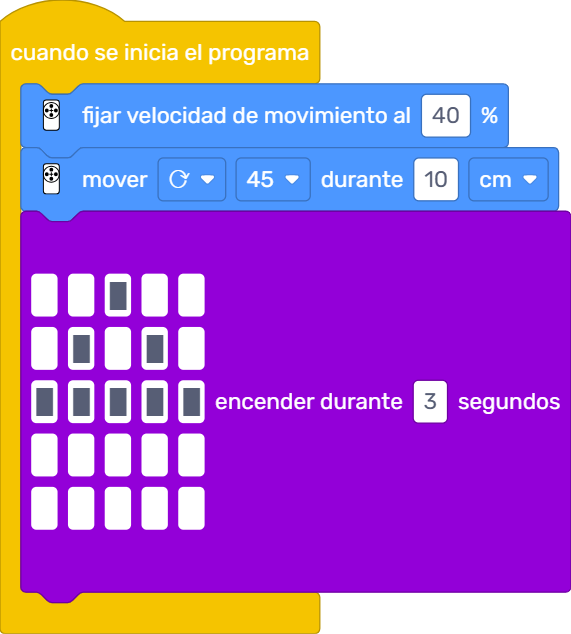 cuando se inicia el programa
fijar velocidad de movimiento al 40 %
mover 45 durante 10 cm
encender durante 3 segundos